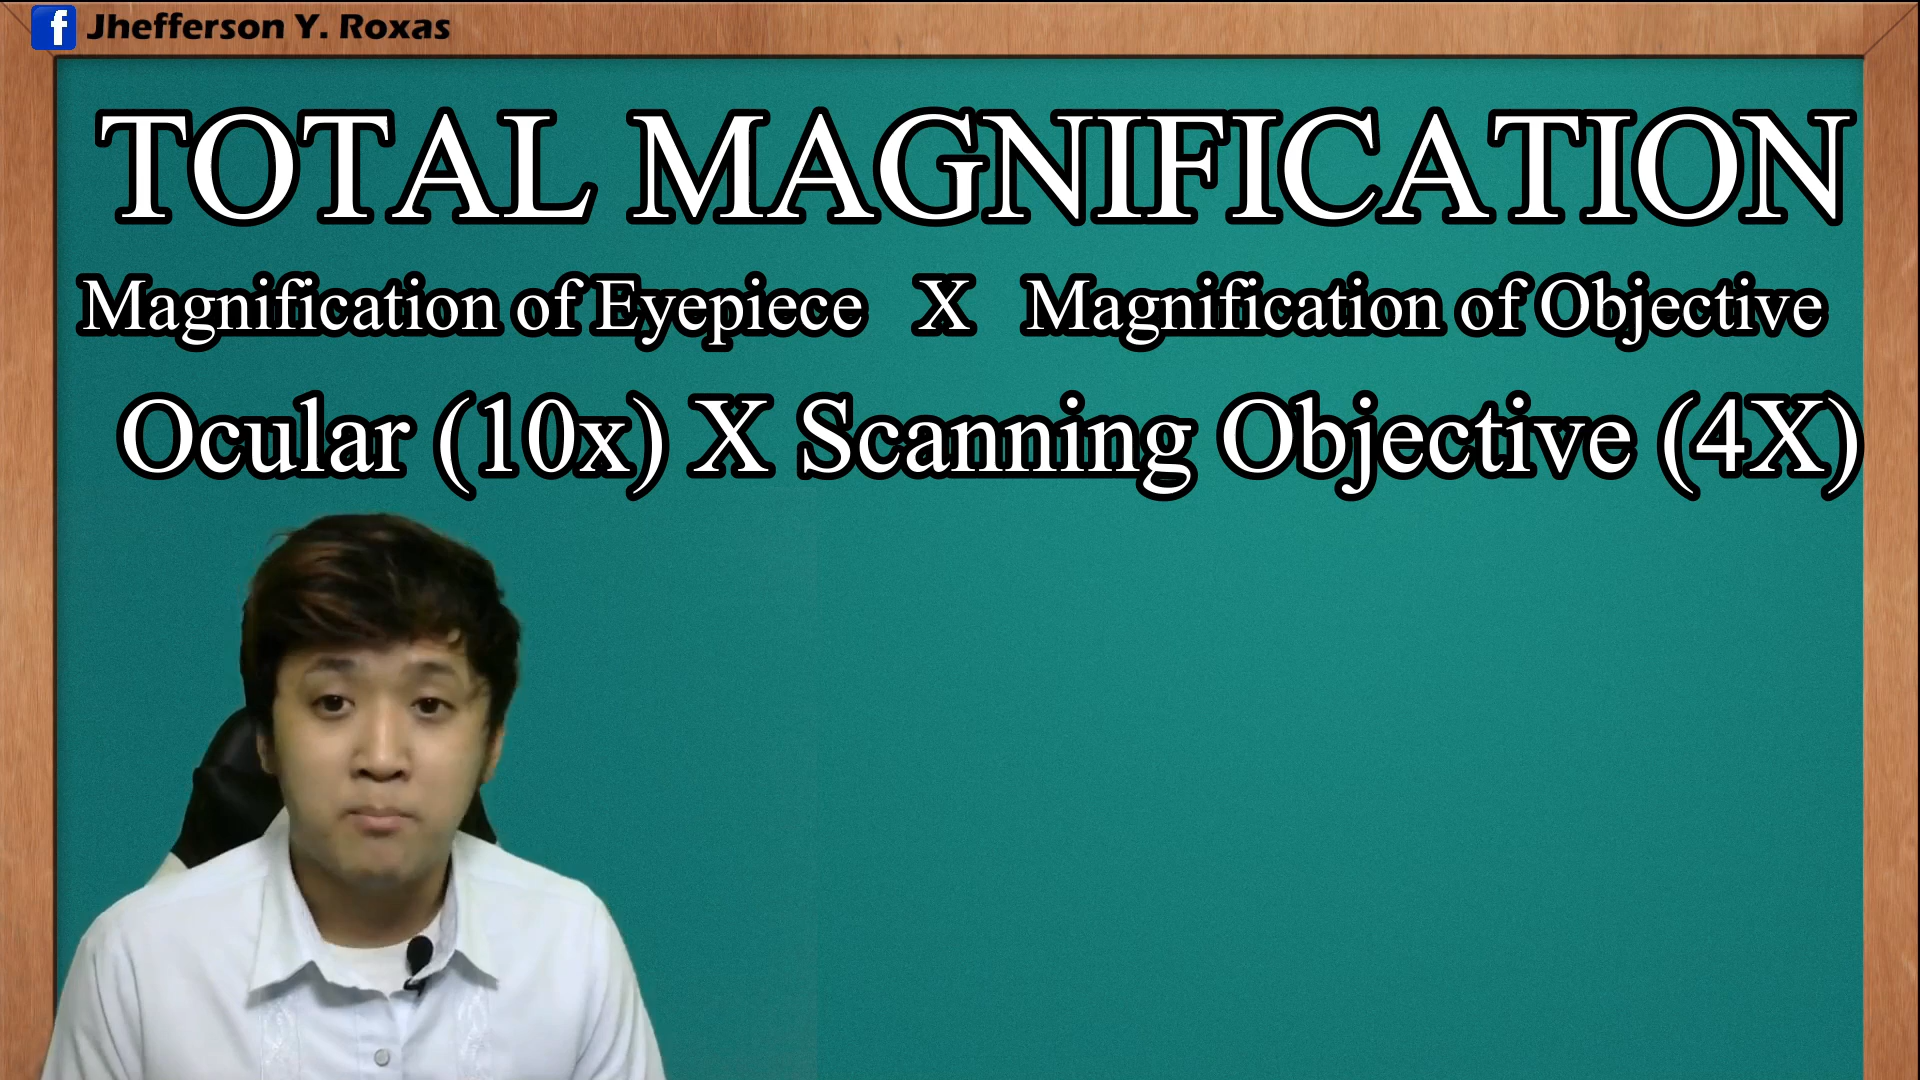 f Jhefferson Y. Roxas
TOTAL MAGNIFICATION
Magnification of Eyepiece X Magnification of Objective
Ocular (10x) X Scanning Objective (4X)